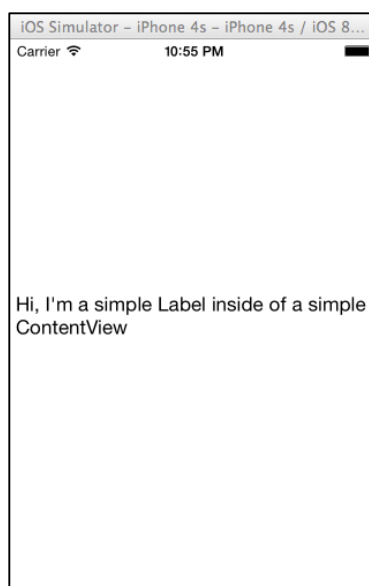 iOS Simulator – iPhone 4s – iPhone 4s / iOS 8...
Carrier 10:55 PM
Hi, I'm a simple Label inside of a simple
ContentView